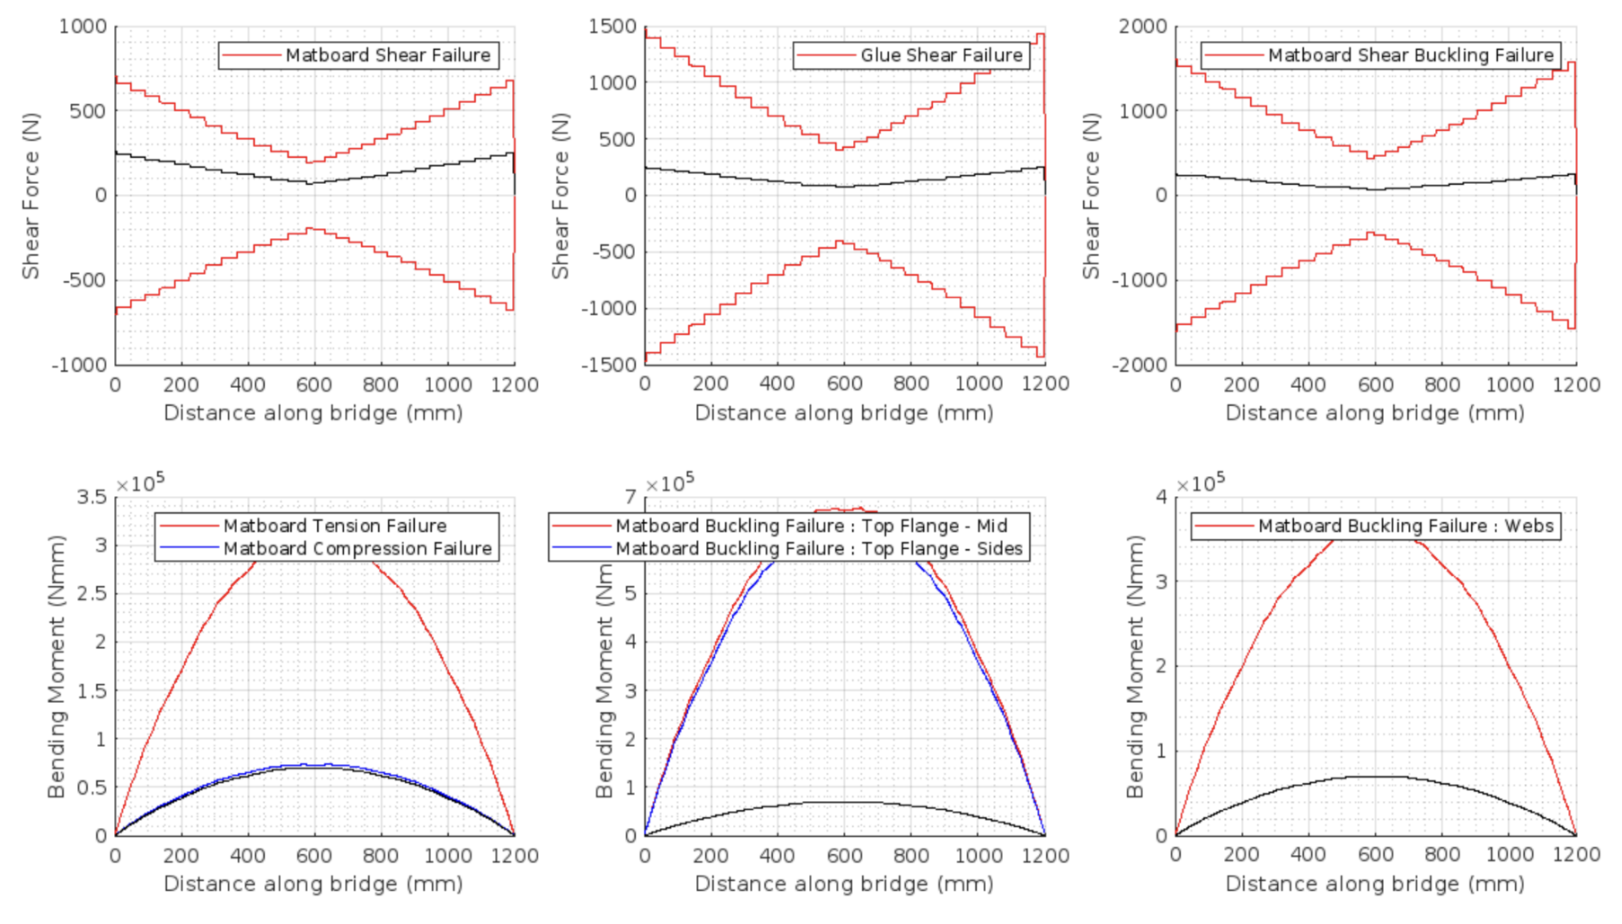 Matboard Shear Failure
1000
500
0
-500
-1000
Shear Force (N)
0 200 400 600 800 1000 1200
Distance along bridge (mm)
Glue Shear Failure
1500
1000
500
0
-500
-1000
-1500
Shear Force (N)
0 200 400 600 800 1000 1200
Distance along bridge (mm)
Matboard Shear Buckling Failure
2000
1000
0
-1000
-2000
Shear Force (N)
0 200 400 600 800 1000 1200
Distance along bridge (mm)
×10⁵
Matboard Tension Failure
Matboard Compression Failure
3.5
3
2.5
2
1.5
1
0.5
0
Bending Moment (Nmm)
0 200 400 600 800 1000 1200
Distance along bridge (mm)
×10⁵
Matboard Buckling Failure : Top Flange - Mid
Matboard Buckling Failure : Top Flange - Sides
7
5
4
3
2
1
0
Bending Moment (Nm
0 200 400 600 800 1000 1200
Distance along bridge (mm)
×10⁵
Matboard Buckling Failure : Webs
4
3
2
1
0
Bending Moment (Nmm)
0 200 400 600 800 1000 1200
Distance along bridge (mm)